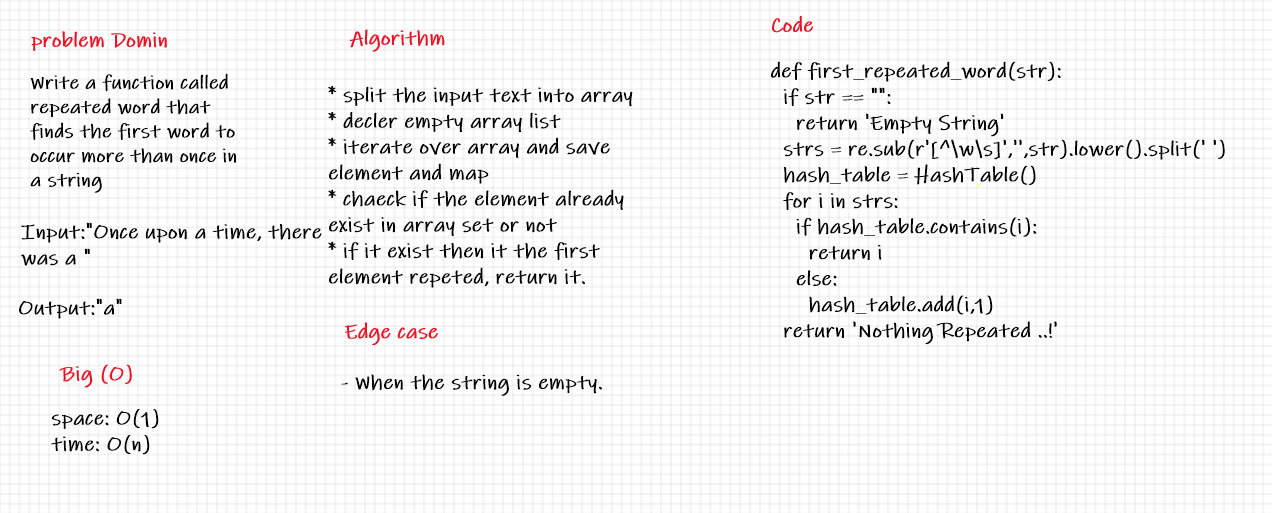 problem Domin
Write a function called
repeated word that
finds the first word to
occur more than once in
a string
Input:"Once upon a time, there
was a "
Output:"a"
Big (O)
space: O(1)
time: O(n)
Algorithm
* split the input text into array
* decler empty array list
* iterate over array and save
element and map
* chaeck if the element already
exist in array set or not
* if it exist then it the first
element repeted, return it.
Edge case
- When the string is empty.
Code
def first_repeated_word(str):
if str == "":
return 'Empty String'
strs = re.sub(r'[^\w\s]','',str).lower().split(' ')
hash_table = HashTable()
for i in strs:
if hash_table.contains(i):
return i
else:
hash_table.add(i,1)
return 'Nothing Repeated ..!'